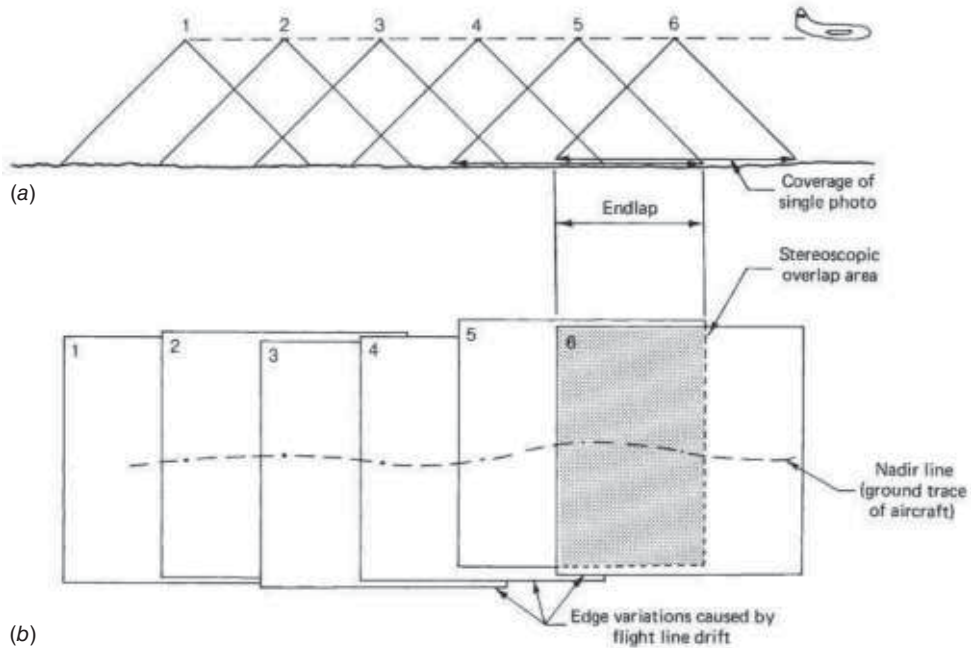 1 2 3 4 5 6
(a)
Coverage of
single photo
Endlap
Stereoscopic
overlap area
1
2
3
4
5
6
Nadir line
(ground trace
of aircraft)
Edge variations caused by
flight line drift
(b)